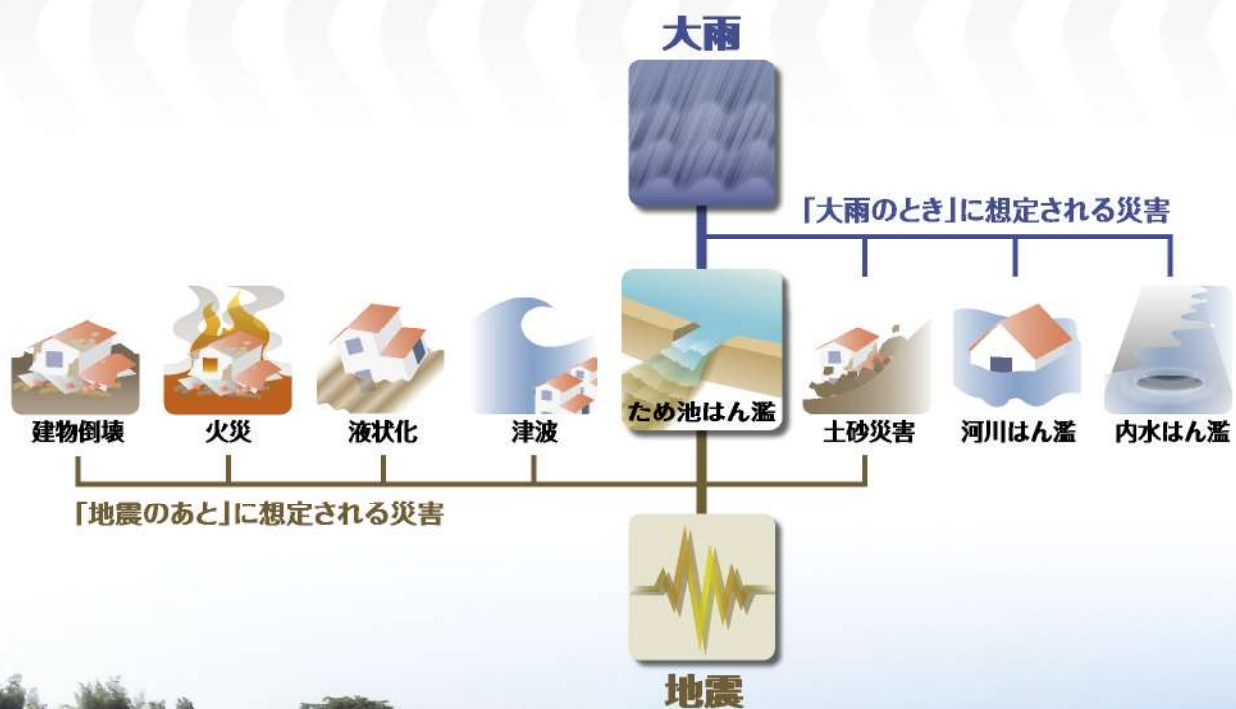 大雨
「大雨のとき」に想定される災害
建物倒壊
火災
液状化
津波
ため池はん濫
土砂災害
河川はん濫
内水はん濫
「地震のあと」に想定される災害
地震